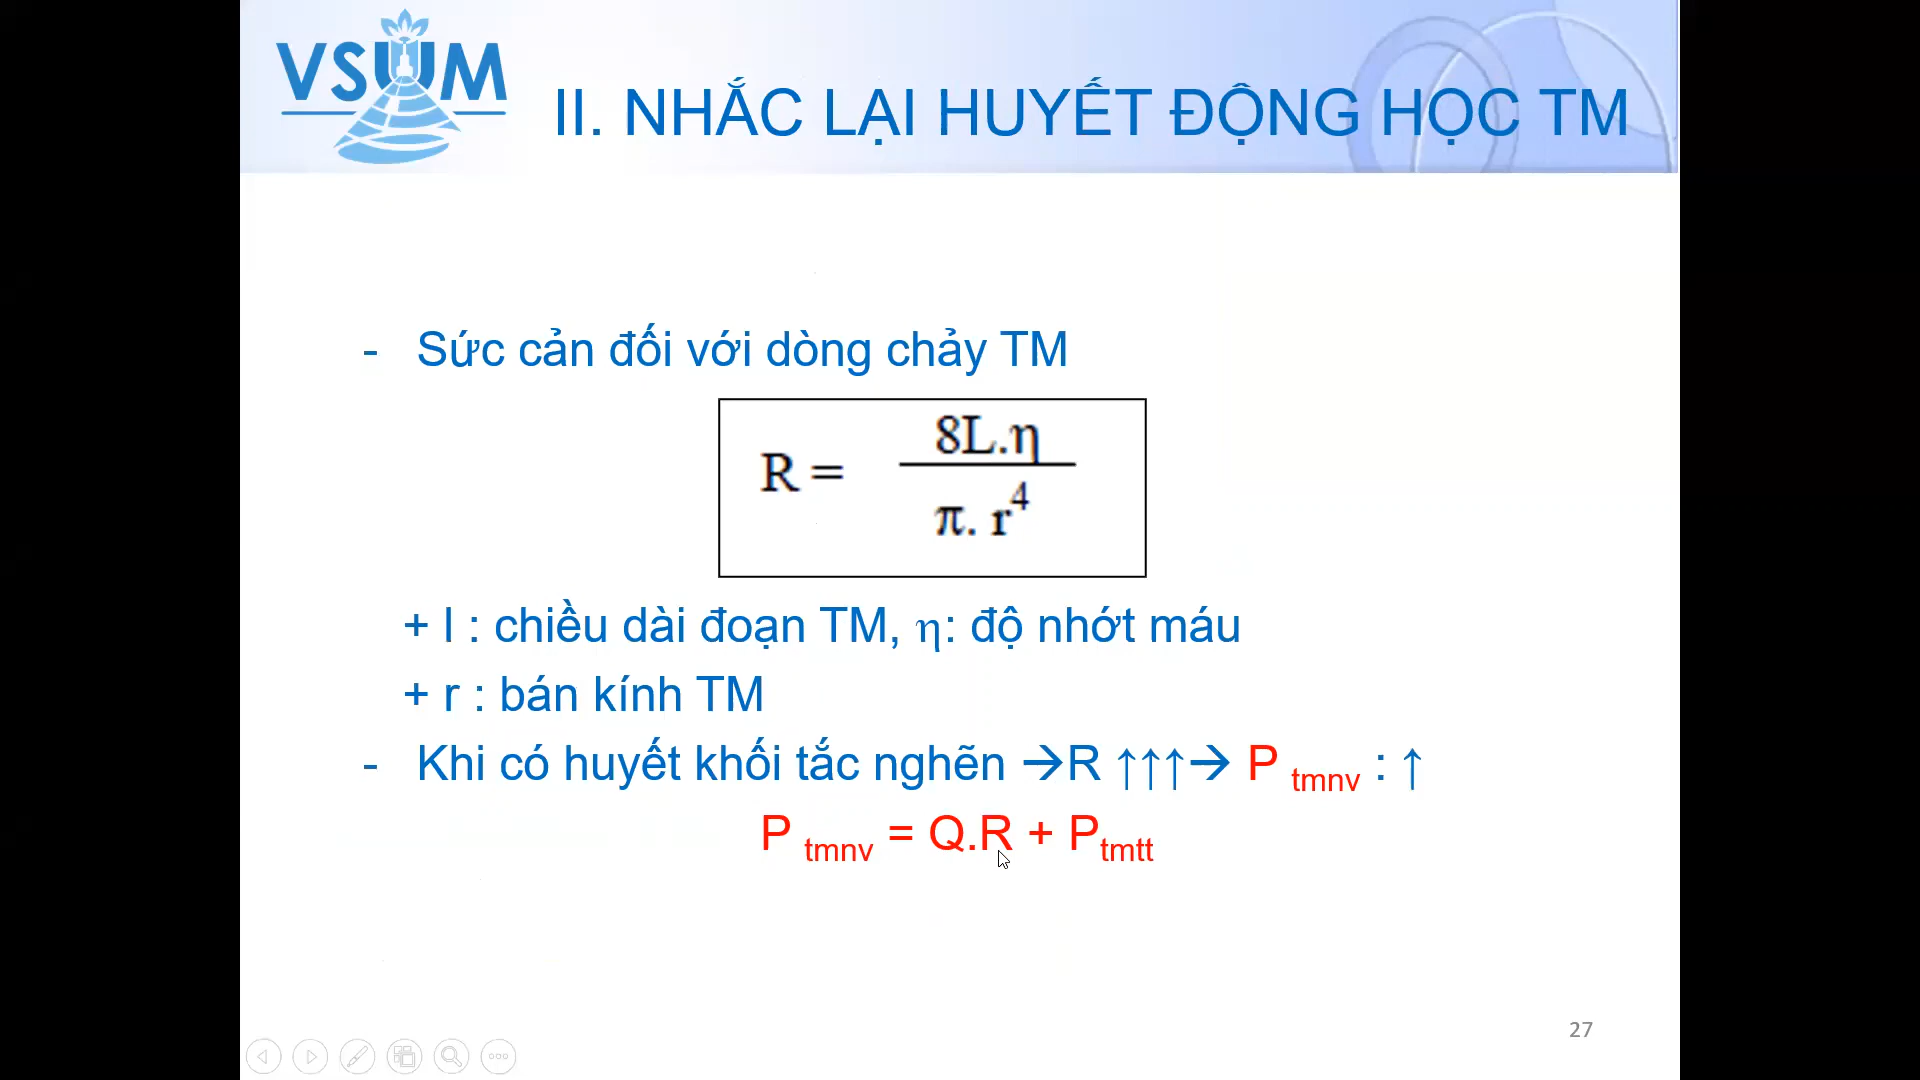 VSUM
II. NHẮC LẠI HUYẾT ĐỘNG HỌC TM
- Sức cản đối với dòng chảy TM
R = 8L.η / π. r⁴
+ l : chiều dài đoạn TM, η: độ nhớt máu
+ r : bán kính TM
- Khi có huyết khối tắc nghẽn →R ↑↑↑→ P tmnv : ↑
P tmnv = Q.R + Ptmtt
27